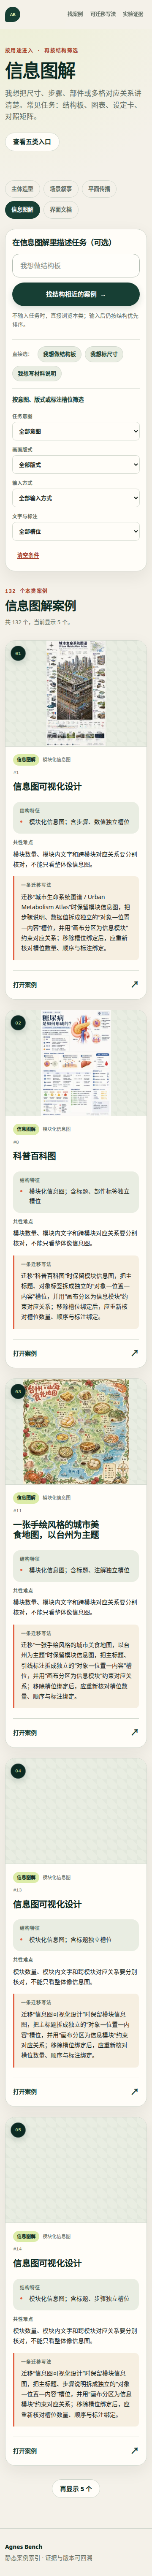 AB
找案例 可迁移写法 实验证据
按用途进入 · 再按结构筛选
信息图解
我想把尺寸、步骤、部件或多格对应关系讲清楚。常见任务：结构图、图表、设定卡、对照矩阵。
查看五类入口
主体造型 场景叙事 平面传播
信息图解 界面文档
在信息图解里描述任务（可选）
我想做结构板
找结构相近的案例 →
不输入任务时，直接浏览本类；输入后仍按结构优先排序。
直接选： 我想做结构板 我想标尺寸
我想写材料说明
按意图、版式或标注槽位筛选
任务意图
全部意图
画面版式
全部版式
输入方式
全部输入方式
文字与标注
全部槽位
清空条件
132 个本类案例
信息图解案例
共 132 个，当前显示 5 个。
01
信息图解 模块化信息图
#1
信息图可视化设计
结构特征
模块化信息图；含步骤、数值独立槽位
共性难点
模块数量、模块内文字和跨模块对应关系要分别核对，不能只看整体像信息图。
一条迁移写法
迁移“城市生命系统图谱 / Urban Metabolism Atlas”时保留模块信息图，把步骤说明、数据值拆成独立的“对象—位置—内容”槽位，并用“画布分区为信息模块”约束对应关系；移除槽位绑定后，应重新核对槽位数量、顺序与标注绑定。
打开案例 ↗
02
糖尿病
信息图解 模块化信息图
科普百科图
结构特征
模块化信息图；含标题、部件标签独立槽位
共性难点
模块数量、模块内文字和跨模块对应关系要分别核对，不能只看整体像信息图。
一条迁移写法
迁移“科普百科图”时保留模块信息图，把主标题、对象标签拆成独立的“对象—位置—内容”槽位，并用“画布分区为信息模块”约束对应关系；移除槽位绑定后，应重新核对槽位数量、顺序与标注绑定。
打开案例 ↗
03
信息图解 模块化信息图
#11
一张手绘风格的城市美食地图，以台州为主题
结构特征
模块化信息图；含标题、注解独立槽位
共性难点
模块数量、模块内文字和跨模块对应关系要分别核对，不能只看整体像信息图。
一条迁移写法
迁移“一张手绘风格的城市美食地图，以台州为主题”时保留模块信息图，把主标题、引线标注拆成独立的“对象—位置—内容”槽位，并用“画布分区为信息模块”约束对应关系；移除槽位绑定后，应重新核对槽位数量、顺序与标注绑定。
打开案例 ↗
04
信息图解 模块化信息图
#13
信息图可视化设计
结构特征
模块化信息图；含标题独立槽位
共性难点
模块数量、模块内文字和跨模块对应关系要分别核对，不能只看整体像信息图。
一条迁移写法
迁移“信息图可视化设计”时保留模块信息图，把主标题拆成独立的“对象—位置—内容”槽位，并用“画布分区为信息模块”约束对应关系；移除槽位绑定后，应重新核对槽位数量、顺序与标注绑定。
打开案例 ↗
05
信息图解 模块化信息图
#14
信息图可视化设计
结构特征
模块化信息图；含标题、步骤独立槽位
共性难点
模块数量、模块内文字和跨模块对应关系要分别核对，不能只看整体像信息图。
一条迁移写法
迁移“信息图可视化设计”时保留模块信息图，把主标题、步骤说明拆成独立的“对象—位置—内容”槽位，并用“画布分区为信息模块”约束对应关系；移除槽位绑定后，应重新核对槽位数量、顺序与标注绑定。
打开案例 ↗
再显示 5 个
Agnes Bench
静态案例索引 · 证据与版本可回溯